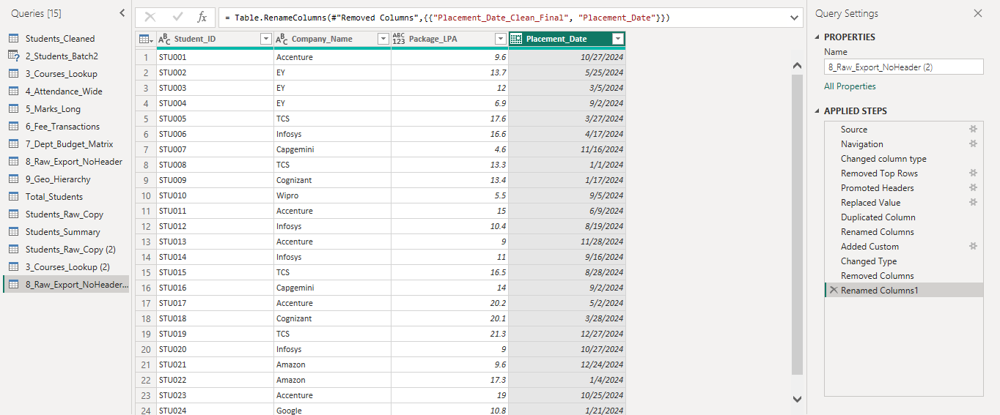 Queries [15]
Students_Cleaned
2_Students_Batch2
3_Courses_Lookup
4_Attendance_Wide
5_Marks_Long
6_Fee_Transactions
7_Dept_Budget_Matrix
8_Raw_Export_NoHeader
9_Geo_Hierarchy
Total_Students
Students_Raw_Copy
Students_Summary
Students_Raw_Copy (2)
3_Courses_Lookup (2)
8_Raw_Export_NoHeader...
fx = Table.RenameColumns(#"Removed Columns",{{"Placement_Date_Clean_Final", "Placement_Date"}})
ABC Student_ID ABC Company_Name ABC 123 Package_LPA Placement_Date
1 STU001 Accenture 9.6 10/27/2024
2 STU002 EY 13.7 5/25/2024
3 STU003 EY 12 3/5/2024
4 STU004 EY 6.9 9/2/2024
5 STU005 TCS 17.6 3/27/2024
6 STU006 Infosys 16.6 4/17/2024
7 STU007 Capgemini 4.6 11/16/2024
8 STU008 TCS 13.3 1/1/2024
9 STU009 Cognizant 13.4 1/17/2024
10 STU010 Wipro 5.5 9/5/2024
11 STU011 Accenture 15 6/9/2024
12 STU012 Infosys 10.4 8/19/2024
13 STU013 Accenture 9 11/28/2024
14 STU014 Infosys 11 9/16/2024
15 STU015 TCS 16.5 8/28/2024
16 STU016 Capgemini 14 9/2/2024
17 STU017 Accenture 20.2 5/2/2024
18 STU018 Cognizant 20.1 3/28/2024
19 STU019 TCS 21.3 12/27/2024
20 STU020 Infosys 9 10/27/2024
21 STU021 Amazon 9.6 12/24/2024
22 STU022 Amazon 17.3 1/4/2024
23 STU023 Accenture 19 10/25/2024
24 STU024 Google 10.8 1/21/2024
Query Settings
PROPERTIES
Name
8_Raw_Export_NoHeader (2)
All Properties
APPLIED STEPS
Source
Navigation
Changed column type
Removed Top Rows
Promoted Headers
Replaced Value
Duplicated Column
Renamed Columns
Added Custom
Changed Type
Removed Columns
Renamed Columns1